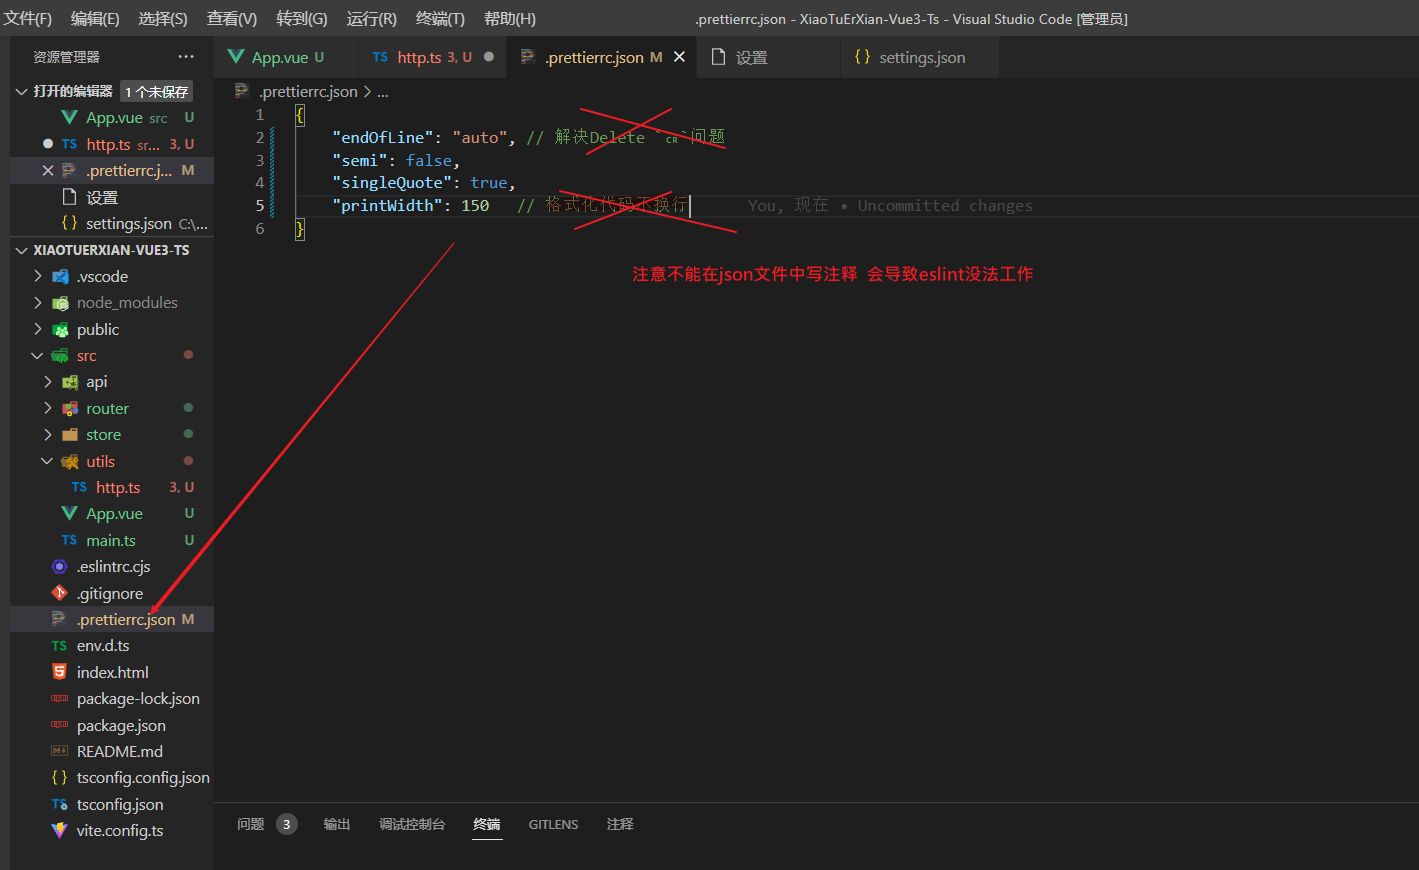 文件(F) 编辑(E) 选择(S) 查看(V) 转到(G) 运行(R) 终端(T) 帮助(H) .prettierrc.json - XiaoTuErXian-Vue3-Ts - Visual Studio Code [管理员]
资源管理器 ···
打开的编辑器 1 个未保存
App.vue src U
TS http.ts sr... 3, U
.prettierrc.j... M
设置
{} settings.json C:\...
XIAOTUERXIAN-VUE3-TS
.vscode
node_modules
public
src
api
router
store
utils
TS http.ts 3, U
App.vue U
TS main.ts U
.eslintrc.cjs
.gitignore
.prettierrc.json M
TS env.d.ts
index.html
package-lock.json
package.json
README.md
{} tsconfig.config.json
TS tsconfig.json
vite.config.ts
App.vue U TS http.ts 3, U .prettierrc.json M 设置 {} settings.json
.prettierrc.json > ...
1 {
2 "endOfLine": "auto", // 解决Delete `␍`问题
3 "semi": false,
4 "singleQuote": true,
5 "printWidth": 150 // 格式化代码不换行 You, 现在 • Uncommitted changes
6 }
注意不能在json文件中写注释 会导致eslint没法工作
问题 3 输出 调试控制台 终端 GITLENS 注释